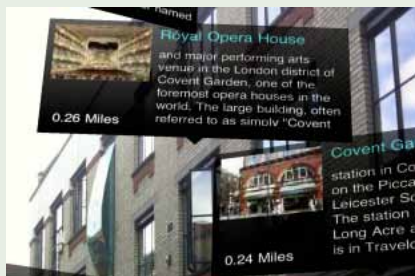 named
Royal Opera House
and major performing arts
venue in the London district of
Covent Garden, one of the
foremost opera houses in the
world. The large building, often
referred to as simply "Covent
0.26 Miles
Covent Ga
station in Co
on the Picca
Leicester Sq
The station
Long Acre a
is in Travelc
0.24 Miles